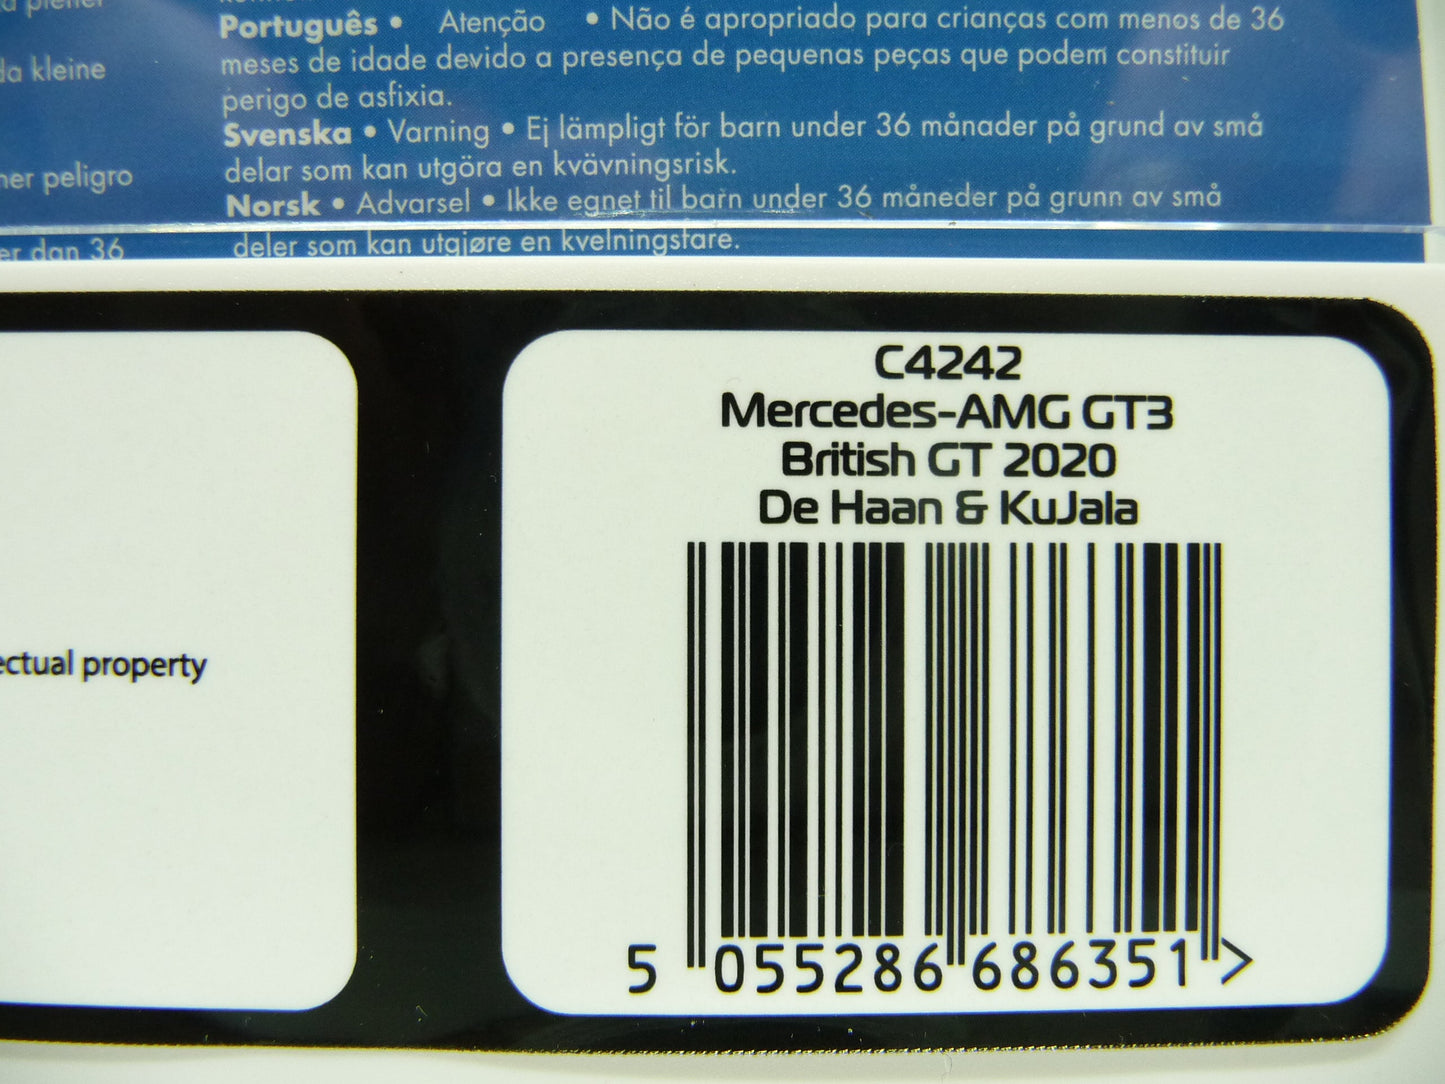 da kleine
peligro
dan 36
Português • Atenção • Não é apropriado para crianças com menos de 36
meses de idade devido a presença de pequenas peças que podem constituir
perigo de asfixia.
Svenska • Varning • Ej lämpligt för barn under 36 månader på grund av små
delar som kan utgöra en kvävningsrisk.
Norsk • Advarsel • Ikke egnet til barn under 36 måneder på grunn av små
deler som kan utgjøre en kvelningsfare.
ectual property
C4242
Mercedes-AMG GT3
British GT 2020
De Haan & KuJala
5 055286 686351 >